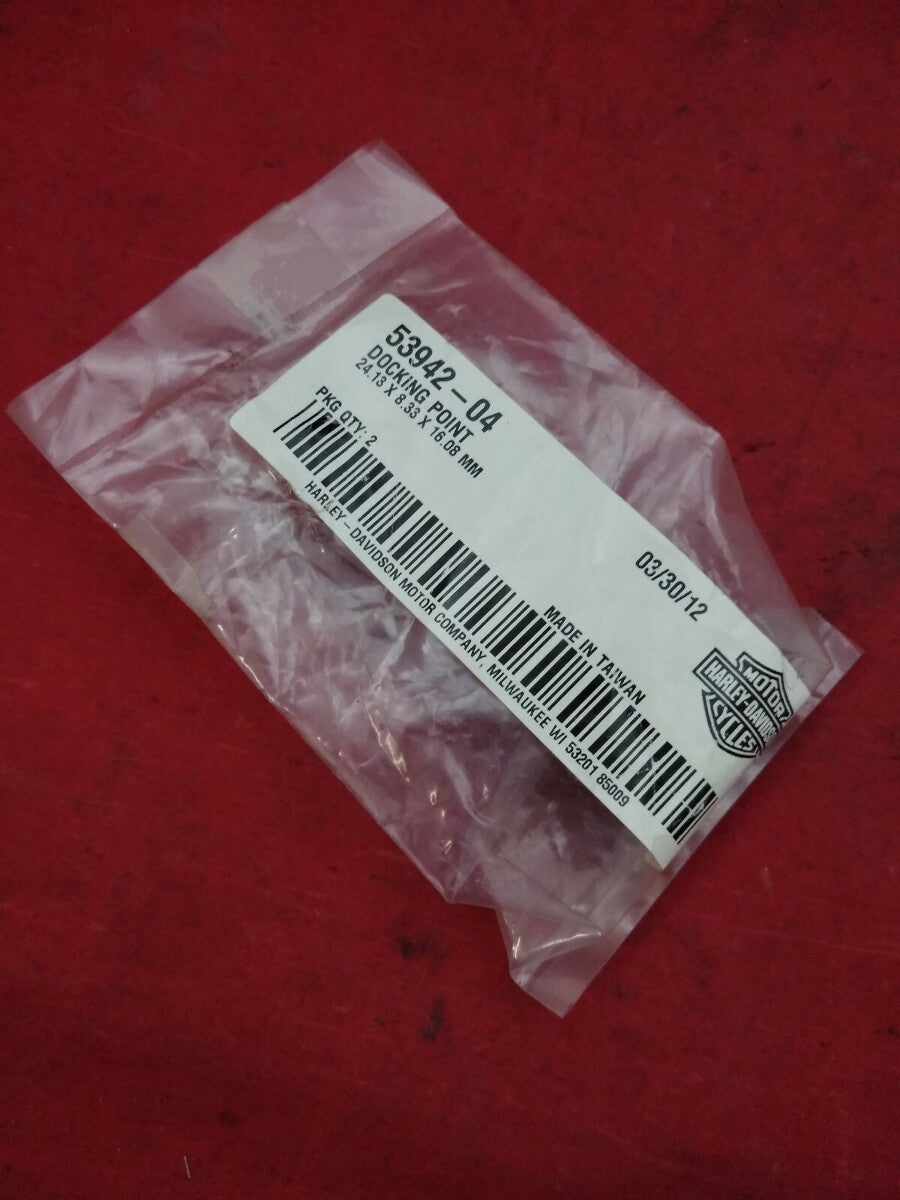 53942-04
DOCKING POINT
24.13 X 8.33 X 16.08 MM
PKG QTY: 2
03/30/12
MADE IN TAIWAN
HARLEY-DAVIDSON MOTOR COMPANY, MILWAUKEE WI 53201 85009
MOTOR
HARLEY-DAVIDSON
CYCLES